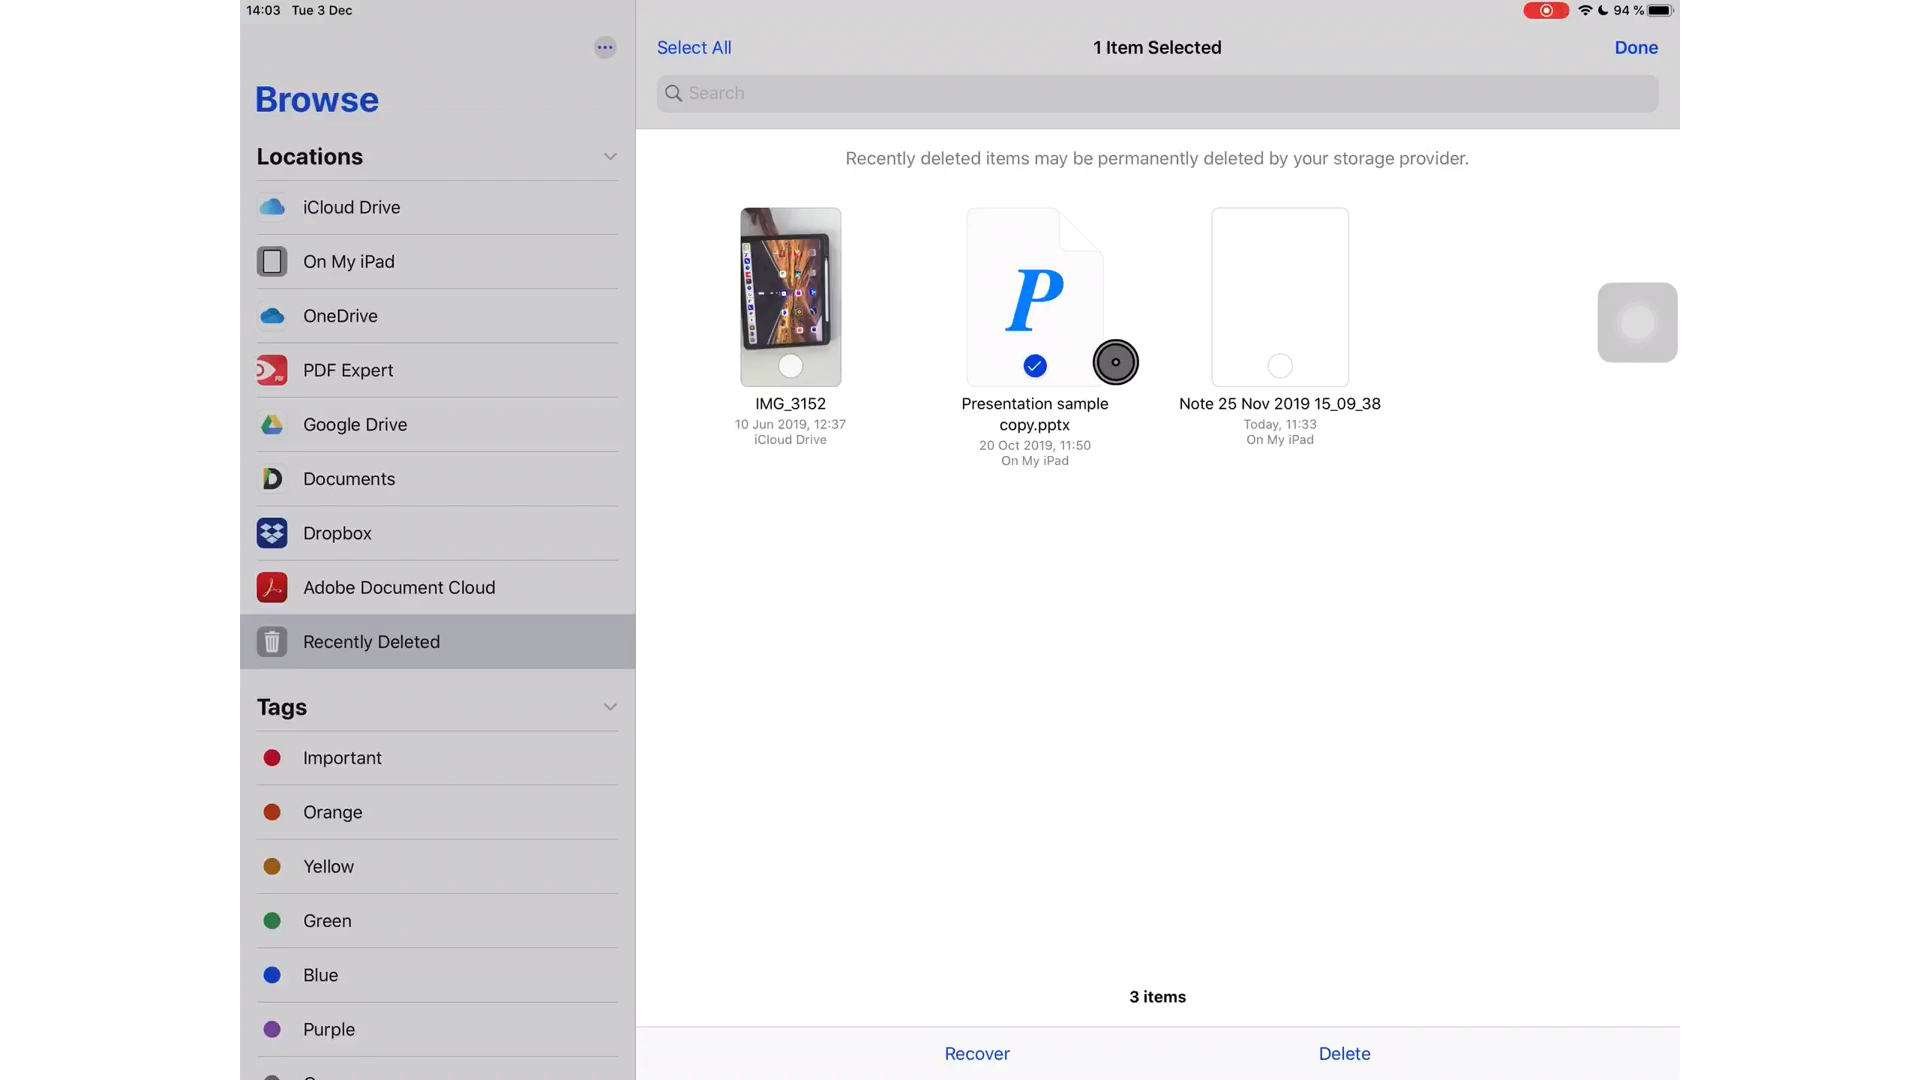 14:03 Tue 3 Dec
94 %
Browse
Locations
iCloud Drive
On My iPad
OneDrive
PDF Expert
Google Drive
Documents
Dropbox
Adobe Document Cloud
Recently Deleted
Tags
Important
Orange
Yellow
Green
Blue
Purple
Select All
1 Item Selected
Done
Search
Recently deleted items may be permanently deleted by your storage provider.
IMG_3152
10 Jun 2019, 12:37
iCloud Drive
P
Presentation sample
copy.pptx
20 Oct 2019, 11:50
On My iPad
Note 25 Nov 2019 15_09_38
Today, 11:33
On My iPad
3 items
Recover
Delete